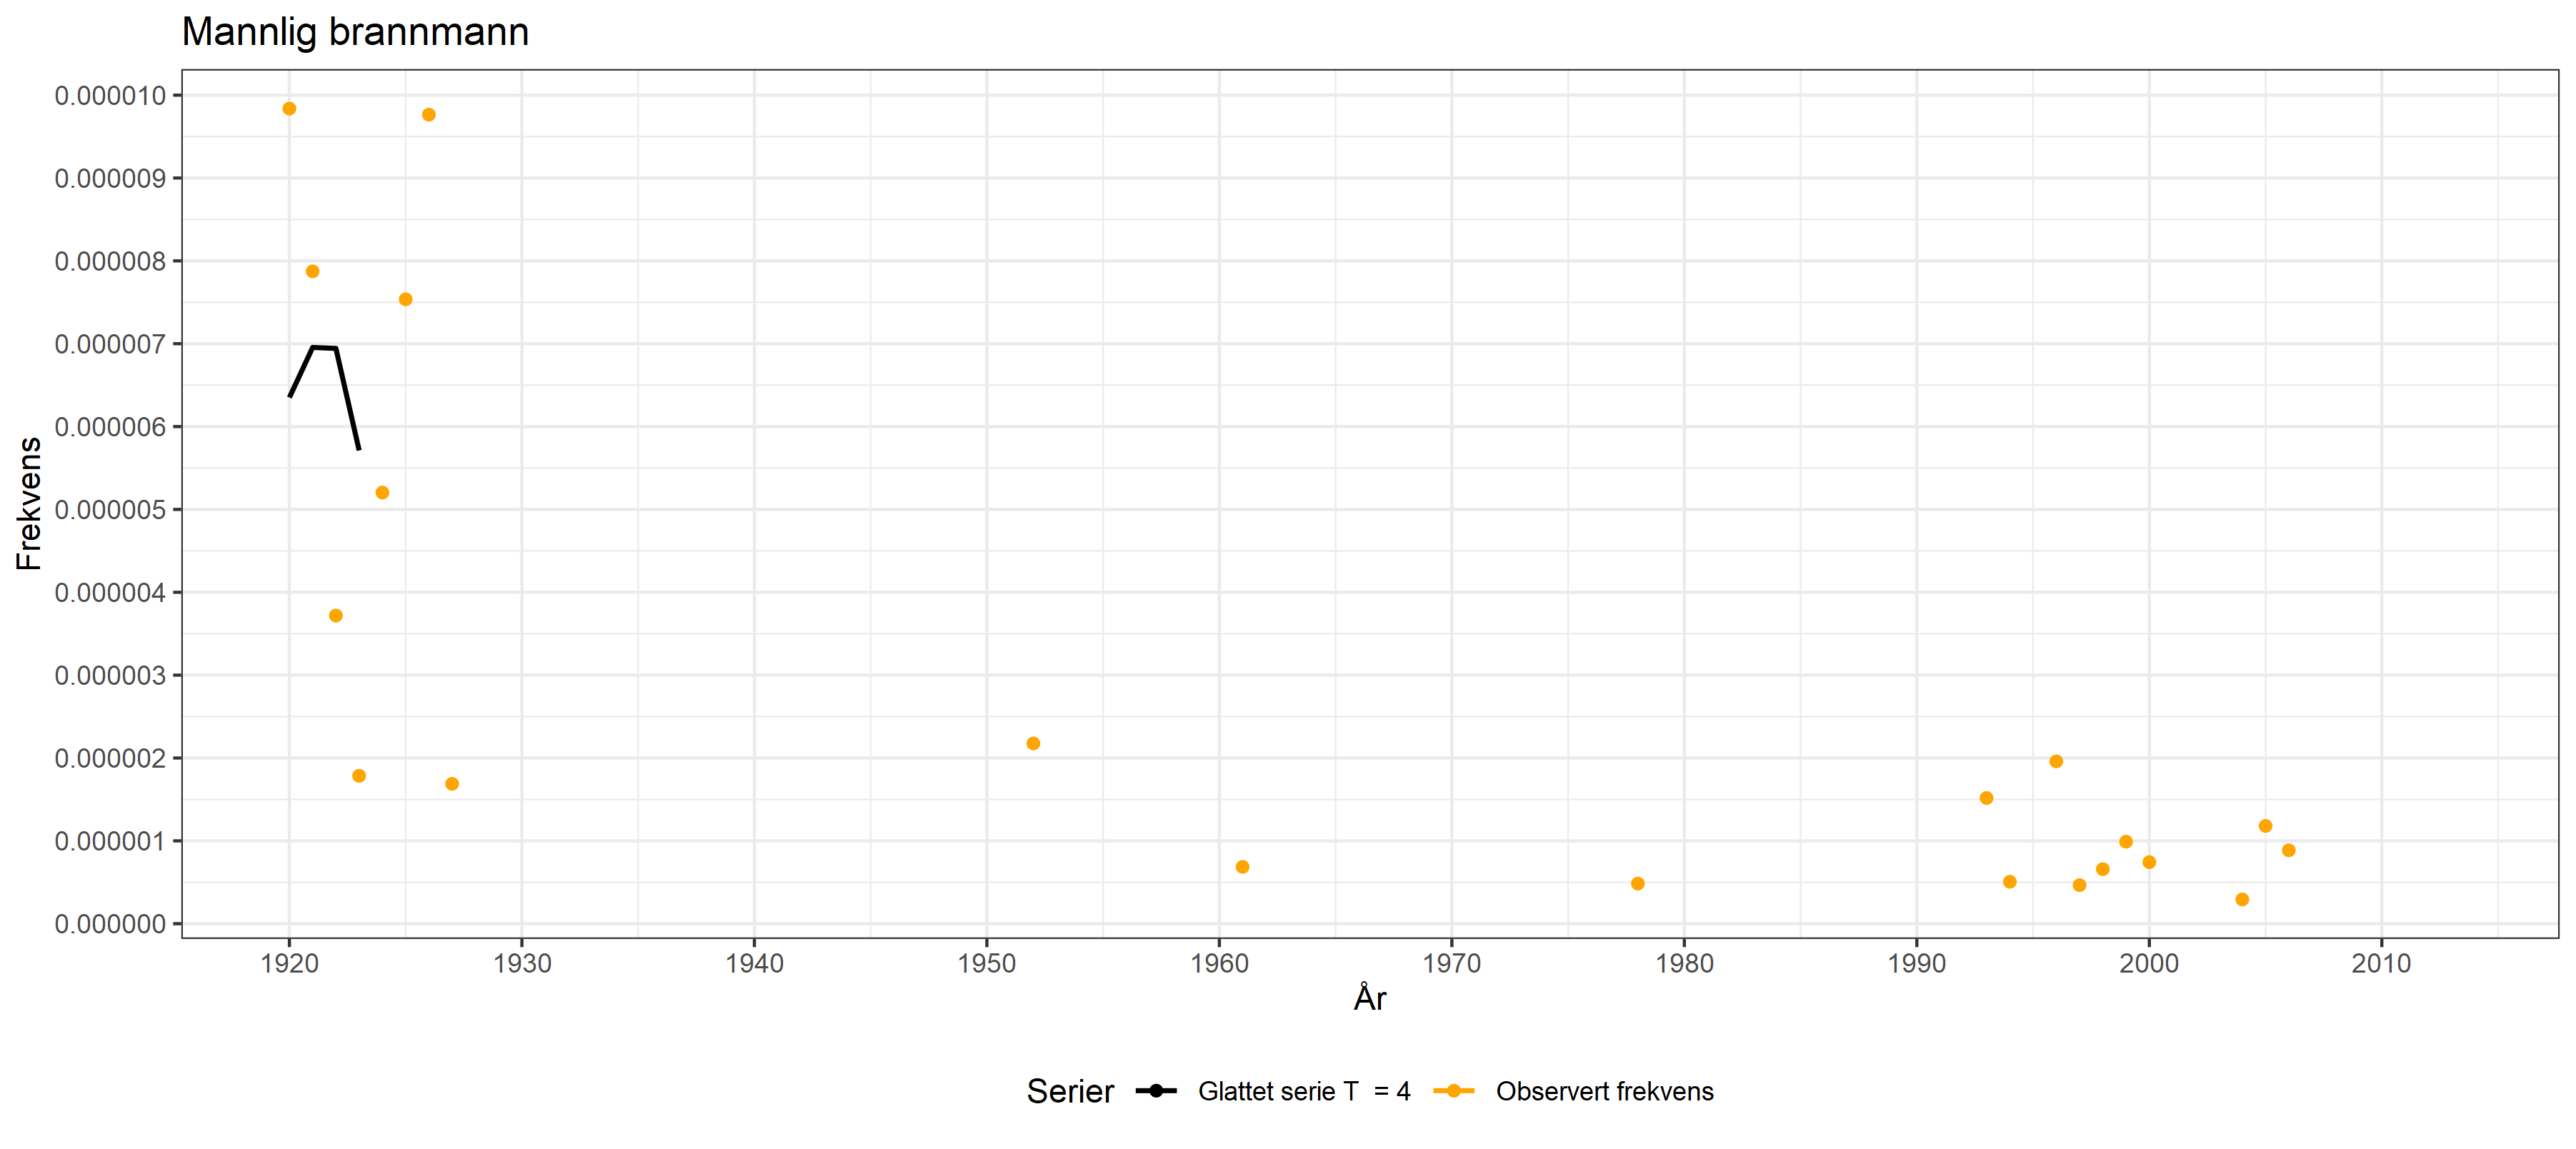 Mannlig brannmann
0.000010
0.000009
0.000008
0.000007
0.000006
0.000005
0.000004
0.000003
0.000002
0.000001
0.000000
Frekvens
1920 1930 1940 1950 1960 1970 1980 1990 2000 2010
År
Serier Glattet serie T = 4 Observert frekvens